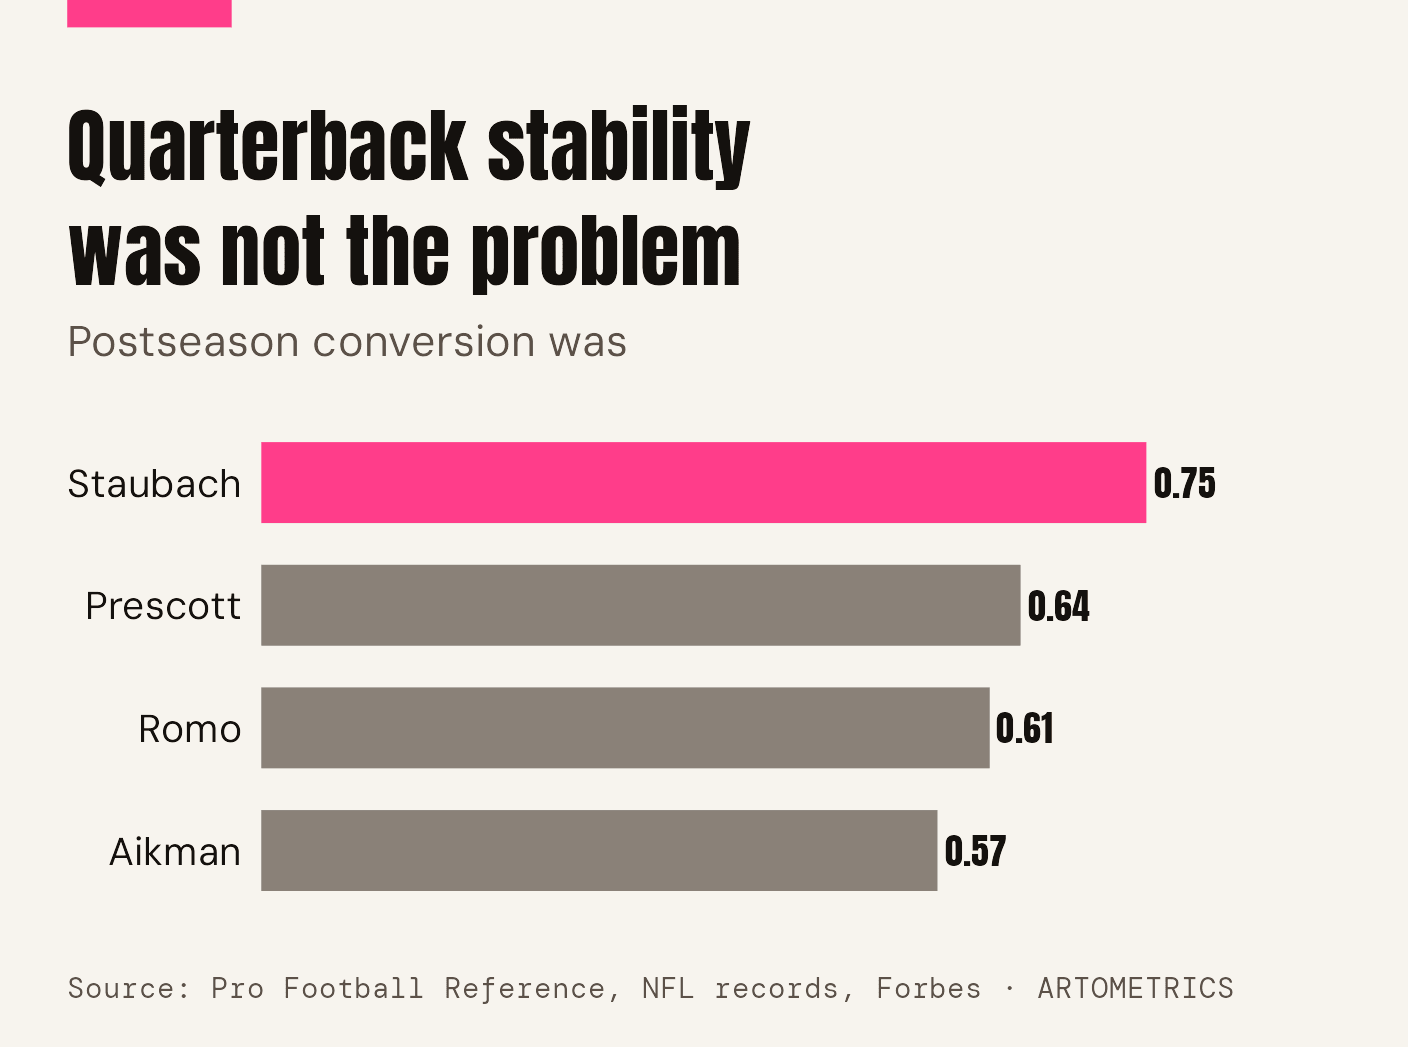 Quarterback stability
was not the problem
Postseason conversion was
Staubach 0.75
Prescott 0.64
Romo 0.61
Aikman 0.57
Source: Pro Football Reference, NFL records, Forbes · ARTOMETRICS